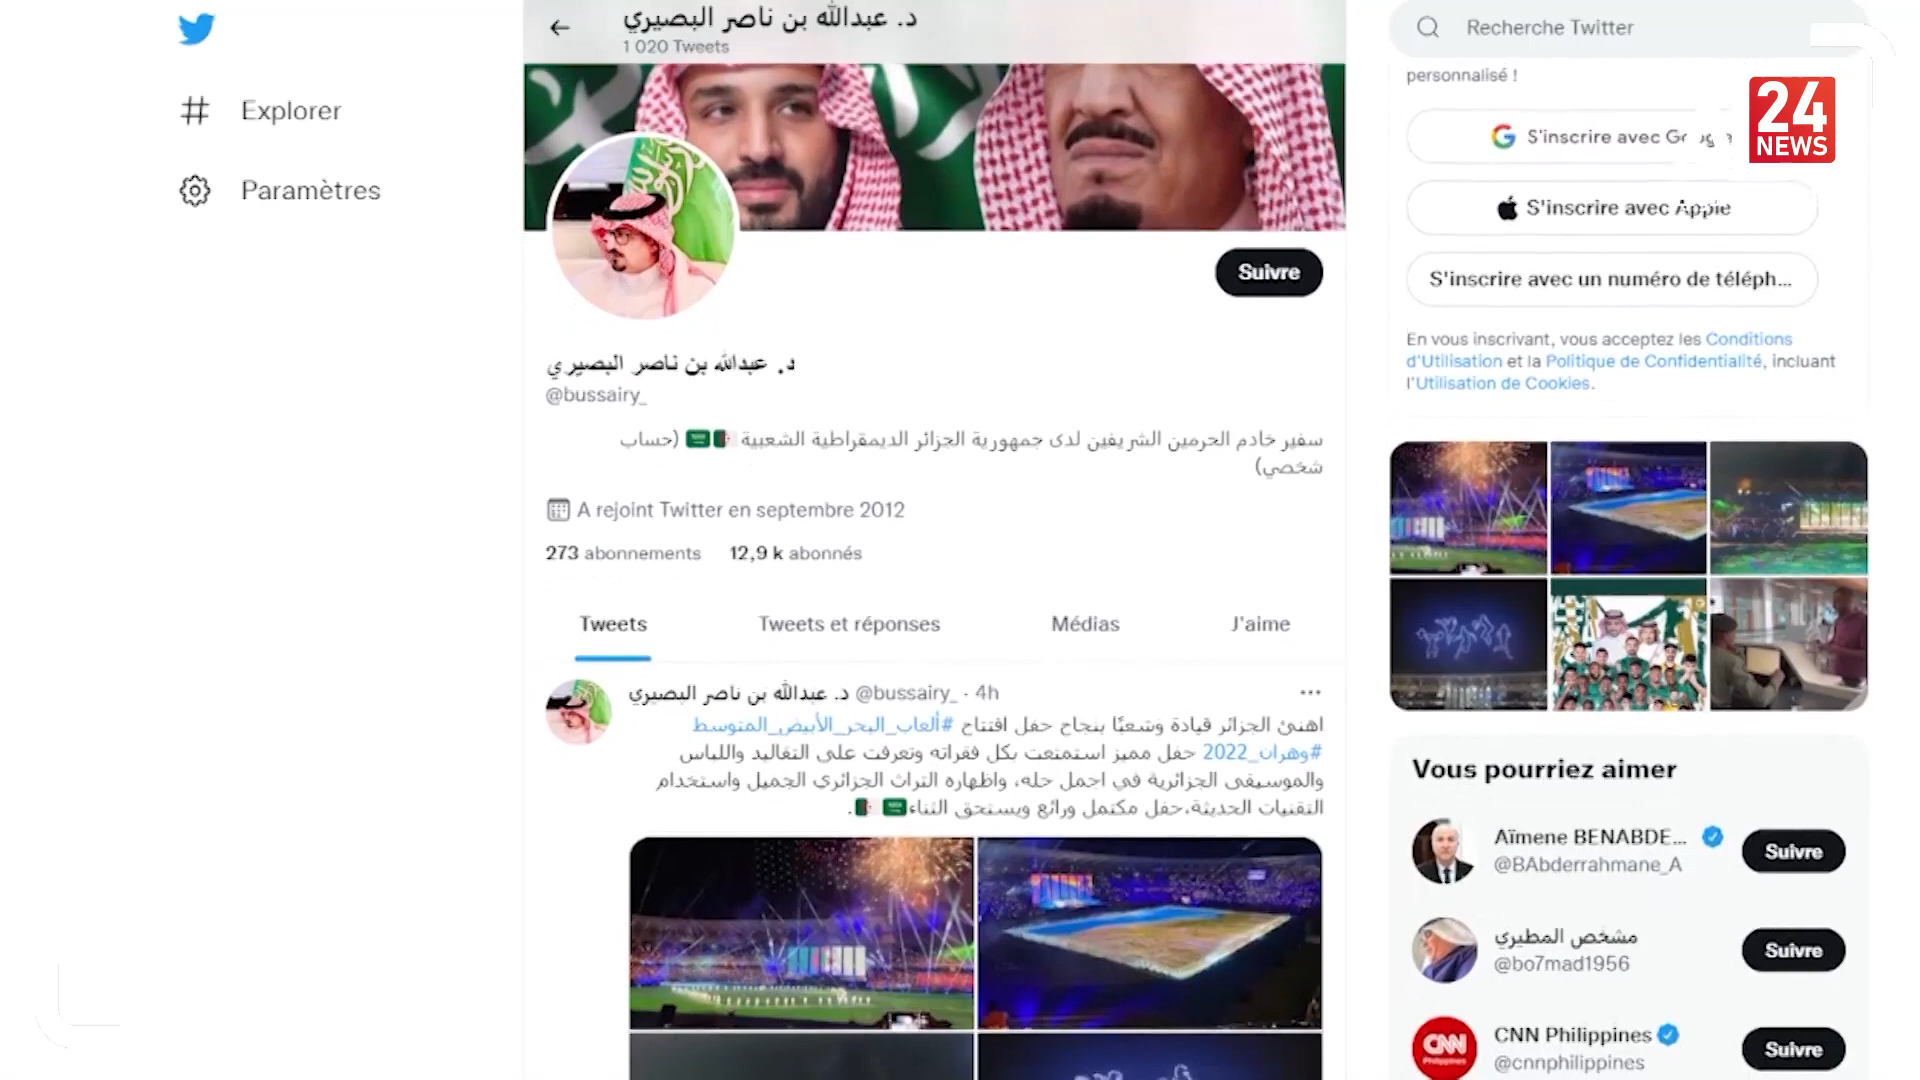 Explorer
Paramètres
د. عبدالله بن ناصر البصيري
1 020 Tweets
Suivre
د. عبدالله بن ناصر البصيري
@bussairy_
سفير خادم الحرمين الشريفين لدى جمهورية الجزائر الديمقراطية الشعبية 🇩🇿🇸🇦 (حساب
شخصي)
A rejoint Twitter en septembre 2012
273 abonnements 12,9 k abonnés
Tweets Tweets et réponses Médias J'aime
د. عبدالله بن ناصر البصيري @bussairy_ · 4h
اهنئ الجزائر قيادة وشعبًا بنجاح حفل افتتاح #ألعاب_البحر_الأبيض_المتوسط
#وهران_2022 حفل مميز استمتعت بكل فقراته وتعرفت على التقاليد واللباس
والموسيقى الجزائرية في اجمل حله، واظهاره التراث الجزائري الجميل واستخدام
التقنيات الحديثة،حفل مكتمل ورائع ويستحق الثناء🇸🇦🇩🇿.
Recherche Twitter
personnalisé !
24
NEWS
S'inscrire avec
S'inscrire avec Apple
S'inscrire avec un numéro de téléph...
En vous inscrivant, vous acceptez les Conditions
d'Utilisation et la Politique de Confidentialité, incluant
l'Utilisation de Cookies.
Vous pourriez aimer
Aïmene BENABDE...
@BAbderrahmane_A
Suivre
مشخص المطيري
@bo7mad1956
Suivre
CNN Philippines
@cnnphilippines
Suivre
CNN
Philippines